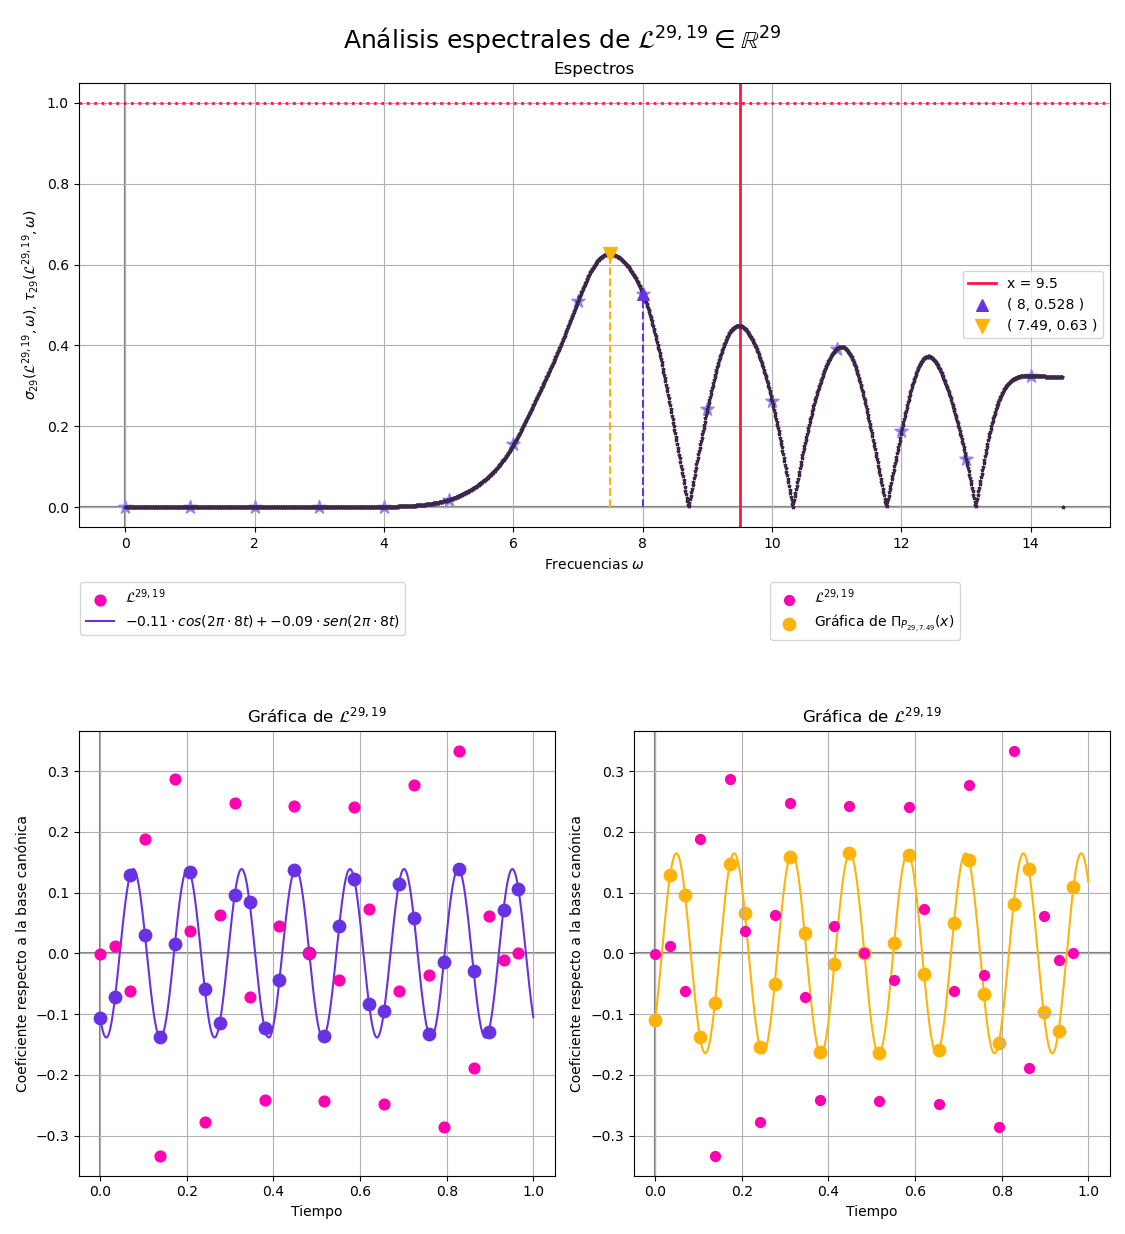 Análisis espectrales de $\mathcal{L}^{29,19} \in \mathbb{R}^{29}$
Espectros
$\sigma_{29}(\mathcal{L}^{29,19}, \omega)$, $\tau_{29}(\mathcal{L}^{29,19}, \omega)$
1.0
0.8
0.6
0.4
0.2
0.0
x = 9.5
( 8, 0.528 )
( 7.49, 0.63 )
0 2 4 6 8 10 12 14
Frecuencias $\omega$
$\mathcal{L}^{29,19}$
$-0.11 \cdot cos(2\pi \cdot 8t) + -0.09 \cdot sen(2\pi \cdot 8t)$
$\mathcal{L}^{29,19}$
Gráfica de $\Pi_{P_{29,7.49}}(x)$
Gráfica de $\mathcal{L}^{29,19}$
Coeficiente respecto a la base canónica
0.3
0.2
0.1
0.0
−0.1
−0.2
−0.3
0.0 0.2 0.4 0.6 0.8 1.0
Tiempo
Gráfica de $\mathcal{L}^{29,19}$
Coeficiente respecto a la base canónica
0.3
0.2
0.1
0.0
−0.1
−0.2
−0.3
0.0 0.2 0.4 0.6 0.8 1.0
Tiempo